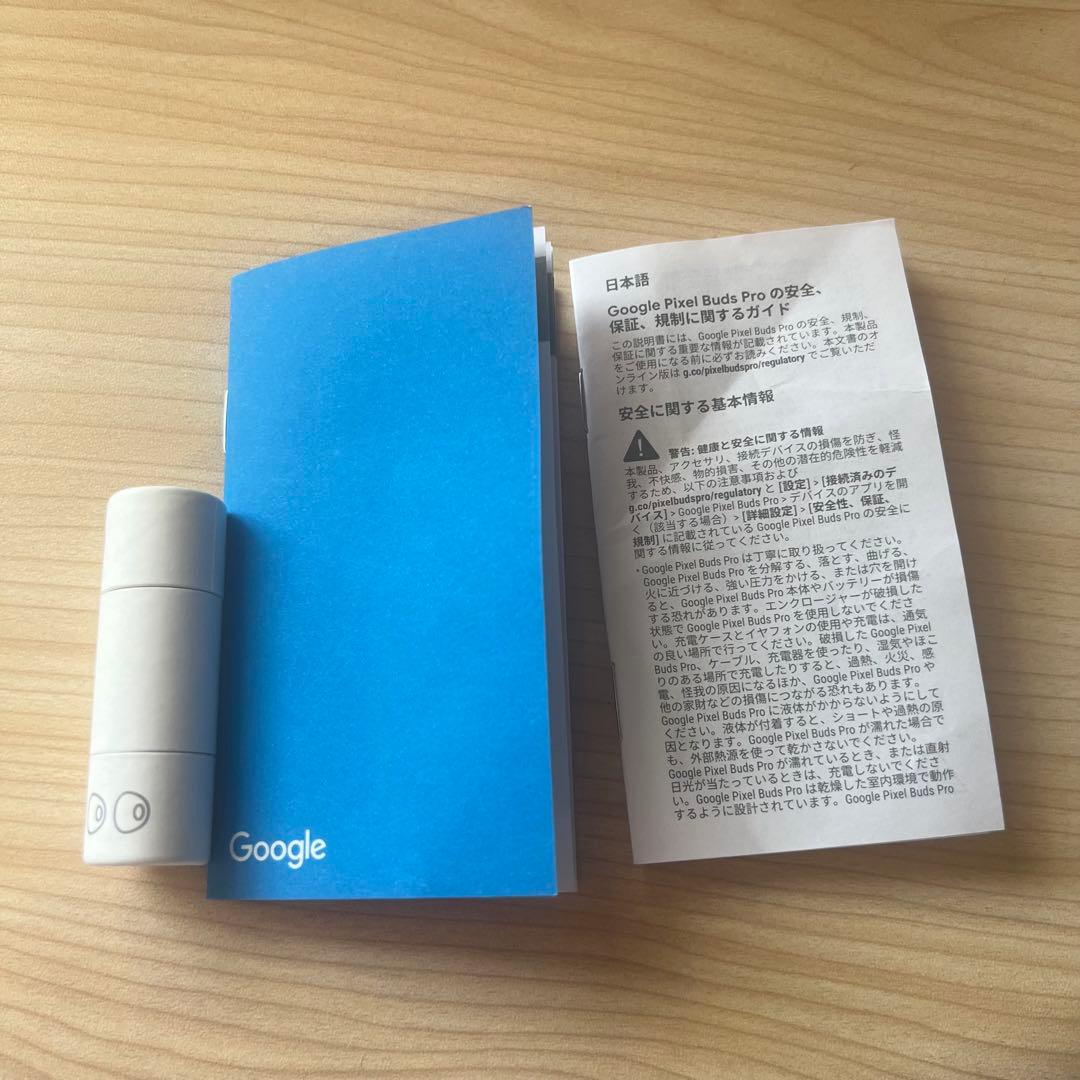 Google
日本語
Google Pixel Buds Pro の安全、
保証、規制に関するガイド
この説明書には、Google Pixel Buds Pro の安全、規制、
保証に関する重要な情報が記載されています。本製品
をご使用になる前に必ずお読みください。本文書のオ
ンライン版は g.co/pixelbudspro/regulatory でご覧いただ
けます。
安全に関する基本情報
警告: 健康と安全に関する情報
本製品、アクセサリ、接続デバイスの損傷を防ぎ、怪
我、不快感、物的損害、その他の潜在的危険性を軽減
するため、以下の注意事項および
g.co/pixelbudspro/regulatory と [設定] > [接続済みのデ
バイス] > Google Pixel Buds Pro > デバイスのアプリを開
く（該当する場合）> [詳細設定] > [安全性、保証、
規制] に記載されている Google Pixel Buds Pro の安全に
関する情報に従ってください。
• Google Pixel Buds Pro は丁寧に取り扱ってください。
Google Pixel Buds Pro を分解する、落とす、曲げる、
火に近づける、強い圧力をかける、または穴を開け
ると、Google Pixel Buds Pro 本体やバッテリーが損傷
する恐れがあります。エンクロージャーが破損した
状態で Google Pixel Buds Pro を使用しないでくださ
い。充電ケースとイヤフォンの使用や充電は、通気
の良い場所で行ってください。破損した Google Pixel
Buds Pro、ケーブル、充電器を使ったり、湿気やほこ
りのある場所で充電したりすると、過熱、火災、感
電、怪我の原因になるほか、Google Pixel Buds Pro や
他の家財などの損傷につながる恐れもあります。
Google Pixel Buds Pro に液体がかからないようにして
ください。液体が付着すると、ショートや過熱の原
因となります。Google Pixel Buds Pro が濡れた場合で
も、外部熱源を使って乾かさないでください。
Google Pixel Buds Pro が濡れているとき、または直射
日光が当たっているときは、充電しないでくださ
い。Google Pixel Buds Pro は乾燥した室内環境で動作
するように設計されています。Google Pixel Buds Pro